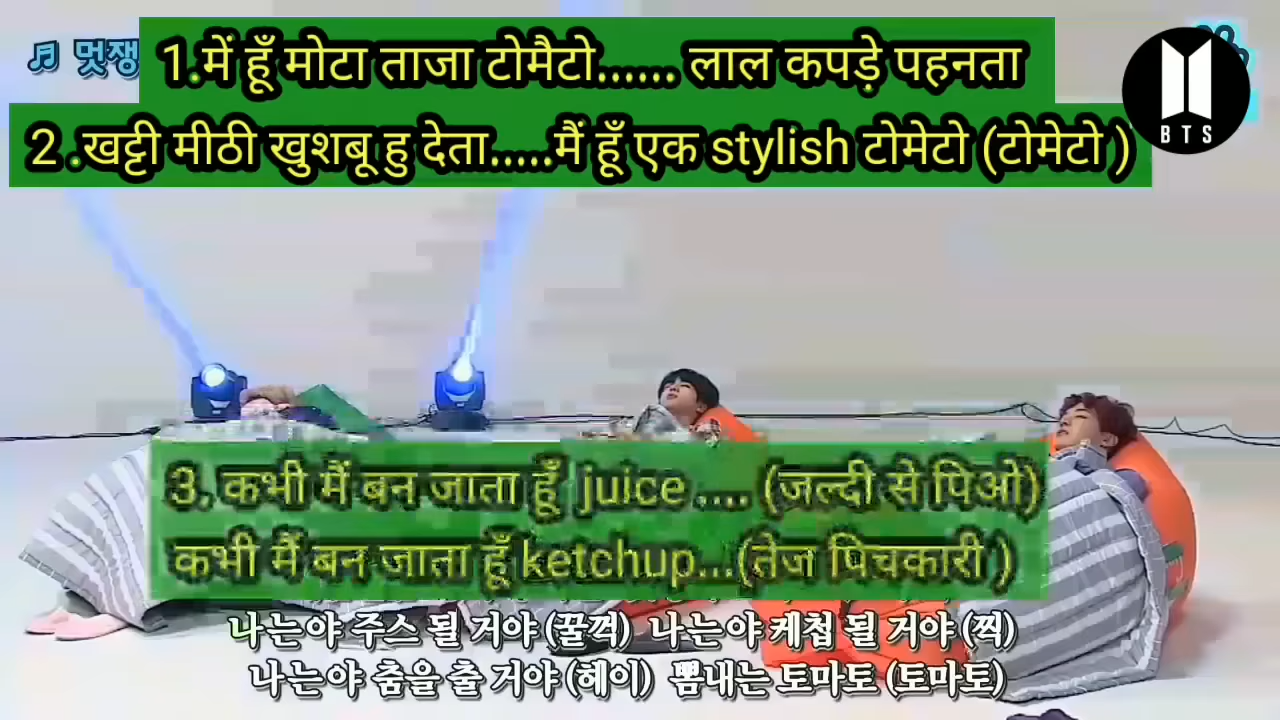 ♬ 멋쟁
1.में हूँ मोटा ताजा टोमैटो...... लाल कपड़े पहनता
BTS
2.खट्टी मीठी खुशबू हु देता.....मैं हूँ एक stylish टोमेटो (टोमेटो )
3. कभी मैं बन जाता हूँ juice .... (जल्दी से पिओ)
कभी मैं बन जाता हूँ ketchup...(तेज पिचकारी )
나는야 주스 될 거야 (꿀꺽) 나는야 케첩 될 거야 (찍)
나는야 춤을 출 거야 (헤이) 뽐내는 토마토 (토마토)